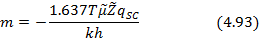 m = − 1.637Tμ̃Z̃q_SC / kh (4.93)